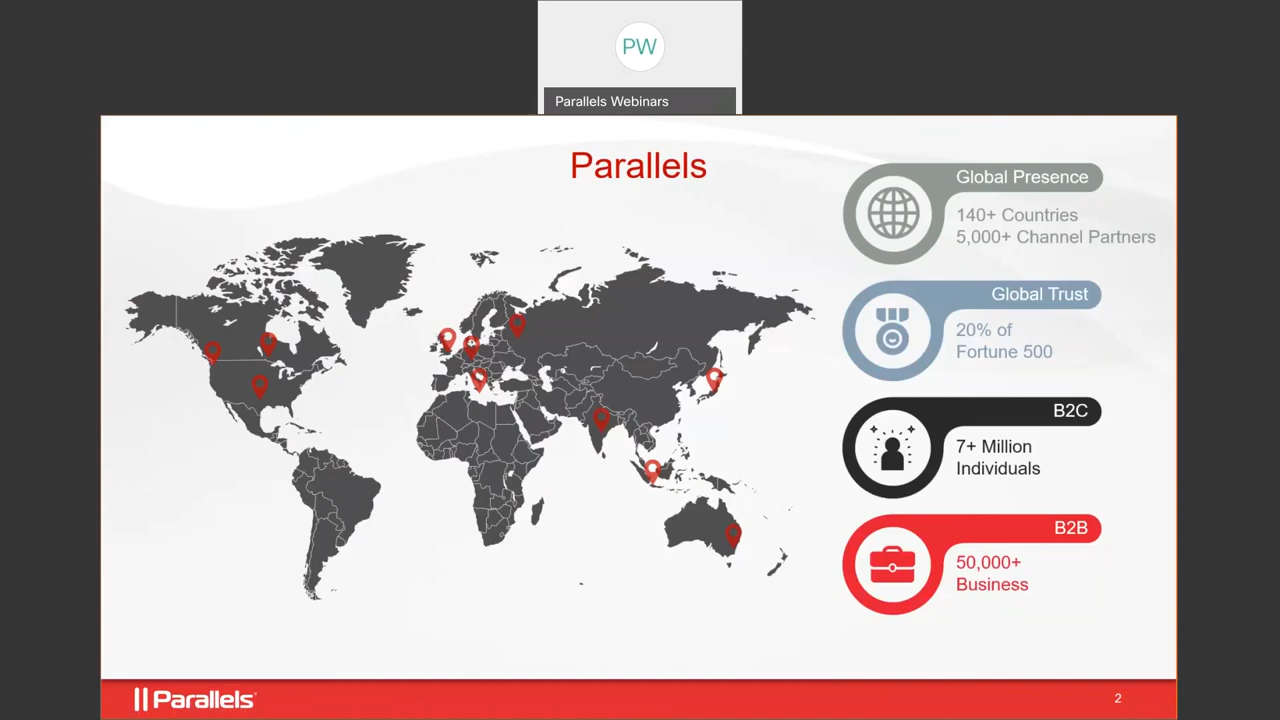 PW
Parallels Webinars
Parallels
Global Presence
140+ Countries
5,000+ Channel Partners
Global Trust
20% of
Fortune 500
B2C
7+ Million
Individuals
B2B
50,000+
Business
Parallels
2